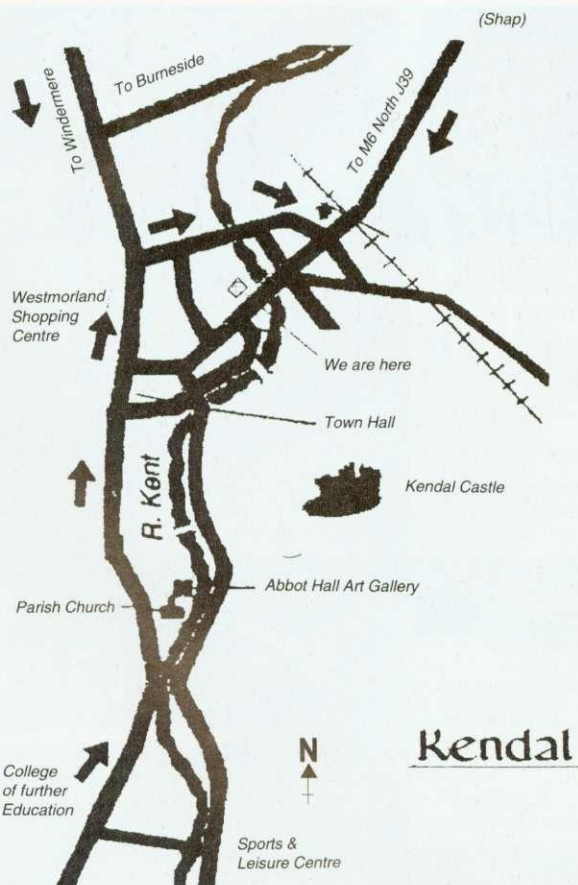 (Shap)
To Windermere
To Burneside
To M6 North J39
Westmorland
Shopping
Centre
We are here
Town Hall
R. Kent
Kendal Castle
Abbot Hall Art Gallery
Parish Church
N
Kendal
College
of further
Education
Sports &
Leisure Centre